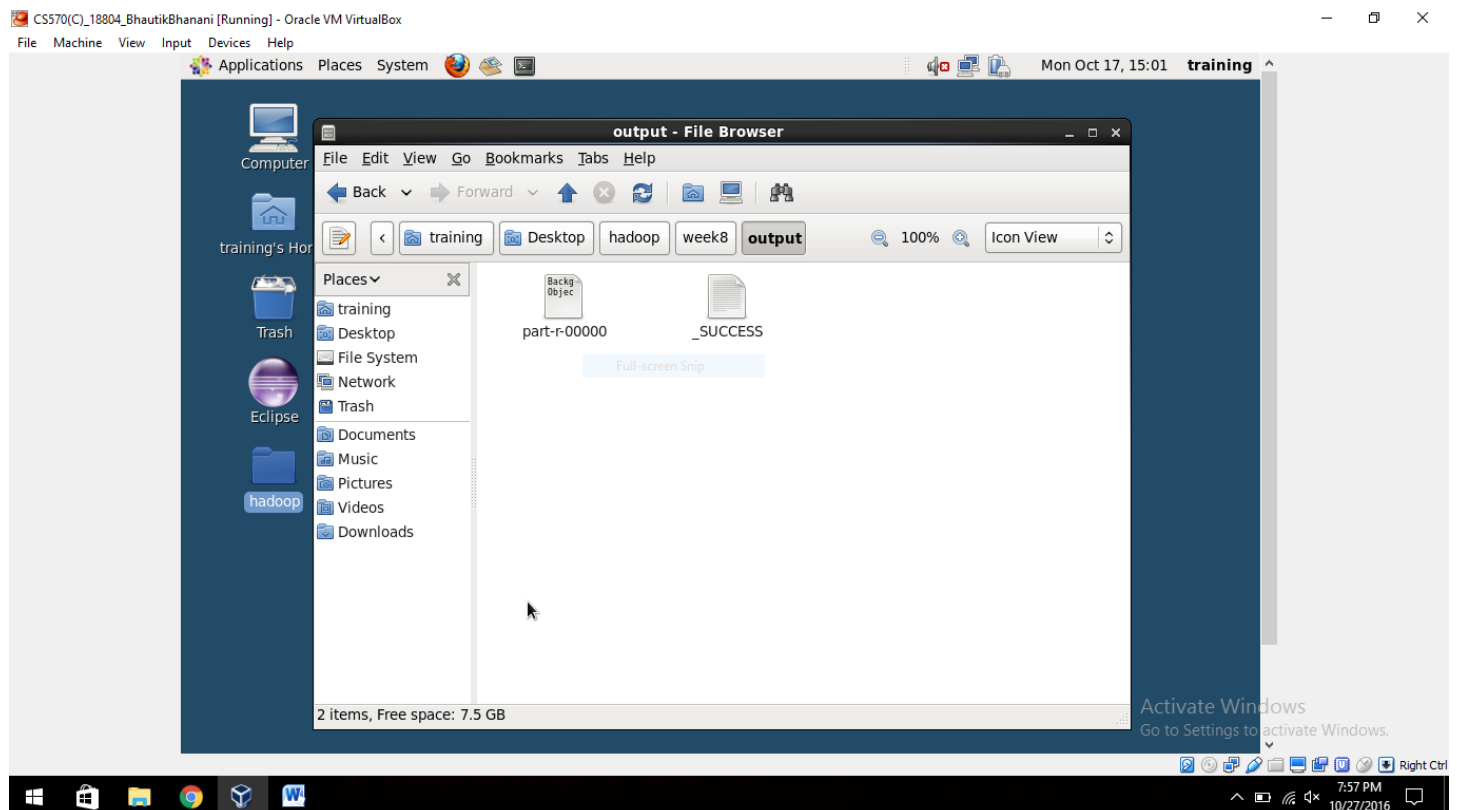 CS570(C)_18804_BhautikBhanani [Running] - Oracle VM VirtualBox
File Machine View Input Devices Help
Applications Places System Mon Oct 17, 15:01 training
output - File Browser
Computer
File Edit View Go Bookmarks Tabs Help
Back Forward
training Desktop hadoop week8 output 100% Icon View
training's Hor
Places
Backg
Objec
training
part-r-00000 _SUCCESS
Trash
Desktop
File System
Full-screen Snip
Network
Trash
Eclipse
Documents
Music
Pictures
hadoop
Videos
Downloads
2 items, Free space: 7.5 GB
Activate Windows
Go to Settings to activate Windows.
Right Ctrl
7:57 PM
10/27/2016